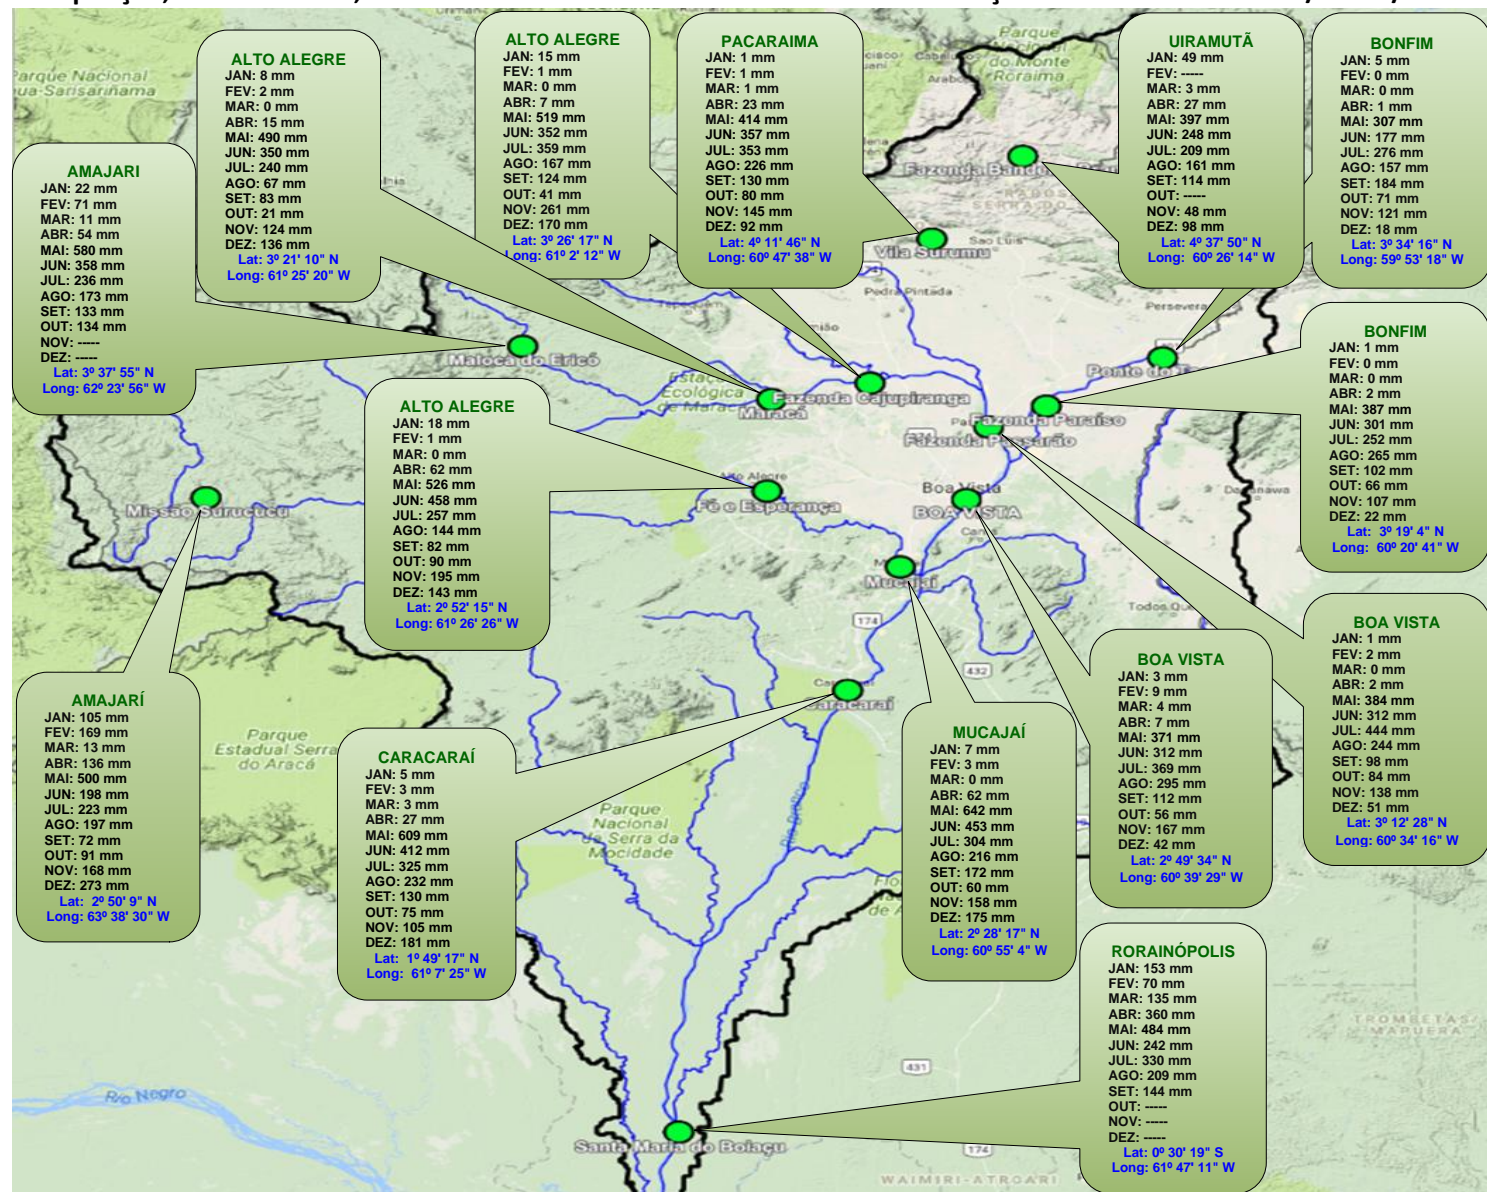 ALTO ALEGRE
JAN: 8 mm
FEV: 2 mm
MAR: 0 mm
ABR: 15 mm
MAI: 490 mm
JUN: 350 mm
JUL: 240 mm
AGO: 67 mm
SET: 83 mm
OUT: 21 mm
NOV: 124 mm
DEZ: 136 mm
Lat: 3º 21' 10" N
Long: 61º 25' 20" W
ALTO ALEGRE
JAN: 15 mm
FEV: 1 mm
MAR: 0 mm
ABR: 7 mm
MAI: 519 mm
JUN: 352 mm
JUL: 359 mm
AGO: 167 mm
SET: 124 mm
OUT: 41 mm
NOV: 261 mm
DEZ: 170 mm
Lat: 3º 26' 17" N
Long: 61º 2' 12" W
PACARAIMA
JAN: 1 mm
FEV: 1 mm
MAR: 1 mm
ABR: 23 mm
MAI: 414 mm
JUN: 357 mm
JUL: 353 mm
AGO: 226 mm
SET: 130 mm
OUT: 80 mm
NOV: 145 mm
DEZ: 92 mm
Lat: 4º 11' 46" N
Long: 60º 47' 38" W
UIRAMUTÃ
JAN: 49 mm
FEV: -----
MAR: 3 mm
ABR: 27 mm
MAI: 397 mm
JUN: 248 mm
JUL: 209 mm
AGO: 161 mm
SET: 114 mm
OUT: -----
NOV: 48 mm
DEZ: 98 mm
Lat: 4º 37' 50" N
Long: 60º 26' 14" W
BONFIM
JAN: 5 mm
FEV: 0 mm
MAR: 0 mm
ABR: 1 mm
MAI: 307 mm
JUN: 177 mm
JUL: 276 mm
AGO: 157 mm
SET: 184 mm
OUT: 71 mm
NOV: 121 mm
DEZ: 18 mm
Lat: 3º 34' 16" N
Long: 59º 53' 18" W
AMAJARI
JAN: 22 mm
FEV: 71 mm
MAR: 11 mm
ABR: 54 mm
MAI: 580 mm
JUN: 358 mm
JUL: 236 mm
AGO: 173 mm
SET: 133 mm
OUT: 134 mm
NOV: -----
DEZ: -----
Lat: 3º 37' 55" N
Long: 62º 23' 56" W
BONFIM
JAN: 1 mm
FEV: 0 mm
MAR: 0 mm
ABR: 2 mm
MAI: 387 mm
JUN: 301 mm
JUL: 252 mm
AGO: 265 mm
SET: 102 mm
OUT: 66 mm
NOV: 107 mm
DEZ: 22 mm
Lat: 3º 19' 4" N
Long: 60º 20' 41" W
ALTO ALEGRE
JAN: 18 mm
FEV: 1 mm
MAR: 0 mm
ABR: 62 mm
MAI: 526 mm
JUN: 458 mm
JUL: 257 mm
AGO: 144 mm
SET: 82 mm
OUT: 90 mm
NOV: 195 mm
DEZ: 143 mm
Lat: 2º 52' 15" N
Long: 61º 26' 26" W
BOA VISTA
JAN: 1 mm
FEV: 2 mm
MAR: 0 mm
ABR: 2 mm
MAI: 384 mm
JUN: 312 mm
JUL: 444 mm
AGO: 244 mm
SET: 98 mm
OUT: 84 mm
NOV: 138 mm
DEZ: 51 mm
Lat: 3º 12' 28" N
Long: 60º 34' 16" W
BOA VISTA
JAN: 3 mm
FEV: 9 mm
MAR: 4 mm
ABR: 7 mm
MAI: 371 mm
JUN: 312 mm
JUL: 369 mm
AGO: 295 mm
SET: 112 mm
OUT: 56 mm
NOV: 167 mm
DEZ: 42 mm
Lat: 2º 49' 34" N
Long: 60º 39' 29" W
AMAJARÍ
JAN: 105 mm
FEV: 169 mm
MAR: 13 mm
ABR: 136 mm
MAI: 500 mm
JUN: 198 mm
JUL: 223 mm
AGO: 197 mm
SET: 72 mm
OUT: 91 mm
NOV: 168 mm
DEZ: 273 mm
Lat: 2º 50' 9" N
Long: 63º 38' 30" W
CARACARAÍ
JAN: 5 mm
FEV: 3 mm
MAR: 3 mm
ABR: 27 mm
MAI: 609 mm
JUN: 412 mm
JUL: 325 mm
AGO: 232 mm
SET: 130 mm
OUT: 75 mm
NOV: 105 mm
DEZ: 181 mm
Lat: 1º 49' 17" N
Long: 61º 7' 25" W
MUCAJAÍ
JAN: 7 mm
FEV: 3 mm
MAR: 0 mm
ABR: 62 mm
MAI: 642 mm
JUN: 453 mm
JUL: 304 mm
AGO: 216 mm
SET: 172 mm
OUT: 60 mm
NOV: 158 mm
DEZ: 175 mm
Lat: 2º 28' 17" N
Long: 60º 55' 4" W
RORAINÓPOLIS
JAN: 153 mm
FEV: 70 mm
MAR: 135 mm
ABR: 360 mm
MAI: 484 mm
JUN: 242 mm
JUL: 330 mm
AGO: 209 mm
SET: 144 mm
OUT: -----
NOV: -----
DEZ: -----
Lat: 0º 30' 19" S
Long: 61º 47' 11" W
Parque
do Monte
Roraima
Vila Surumu
São Luís
Pedra Pintada
Maloca do Ericó
Maracá
Fazenda Cajupiranga
Fazenda Paraíso
Fazenda Passarão
Missão Surucucu
Alto Alegre
Fé e Esperança
Boa Vista
BOA VISTA
Mucajaí
Caracaraí
174
432
Parque
Estadual Serra
do Aracá
Parque
Nacional
da Serra da
Mocidade
Rio Branco
Rio Negro
431
174
Santa Maria do Boiaçu
TROMBETAS/
MAPUERA
WAIMIRI-ATROARI